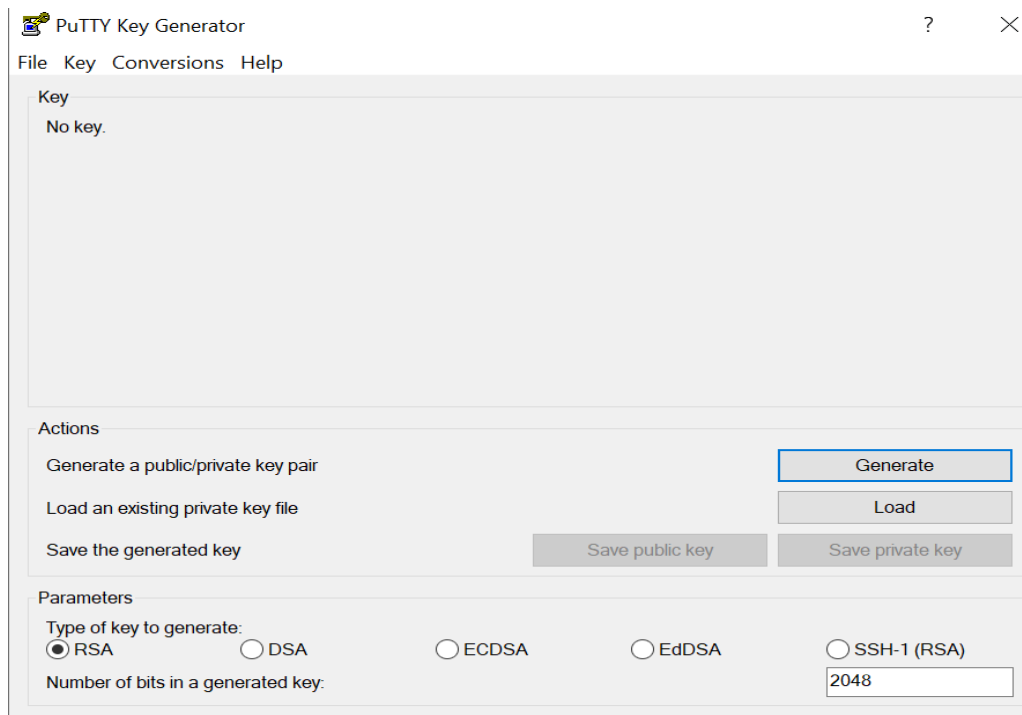 PuTTY Key Generator ?
File Key Conversions Help
Key
No key.
Actions
Generate a public/private key pair Generate
Load an existing private key file Load
Save the generated key Save public key Save private key
Parameters
Type of key to generate:
RSA DSA ECDSA EdDSA SSH-1 (RSA)
Number of bits in a generated key: 2048